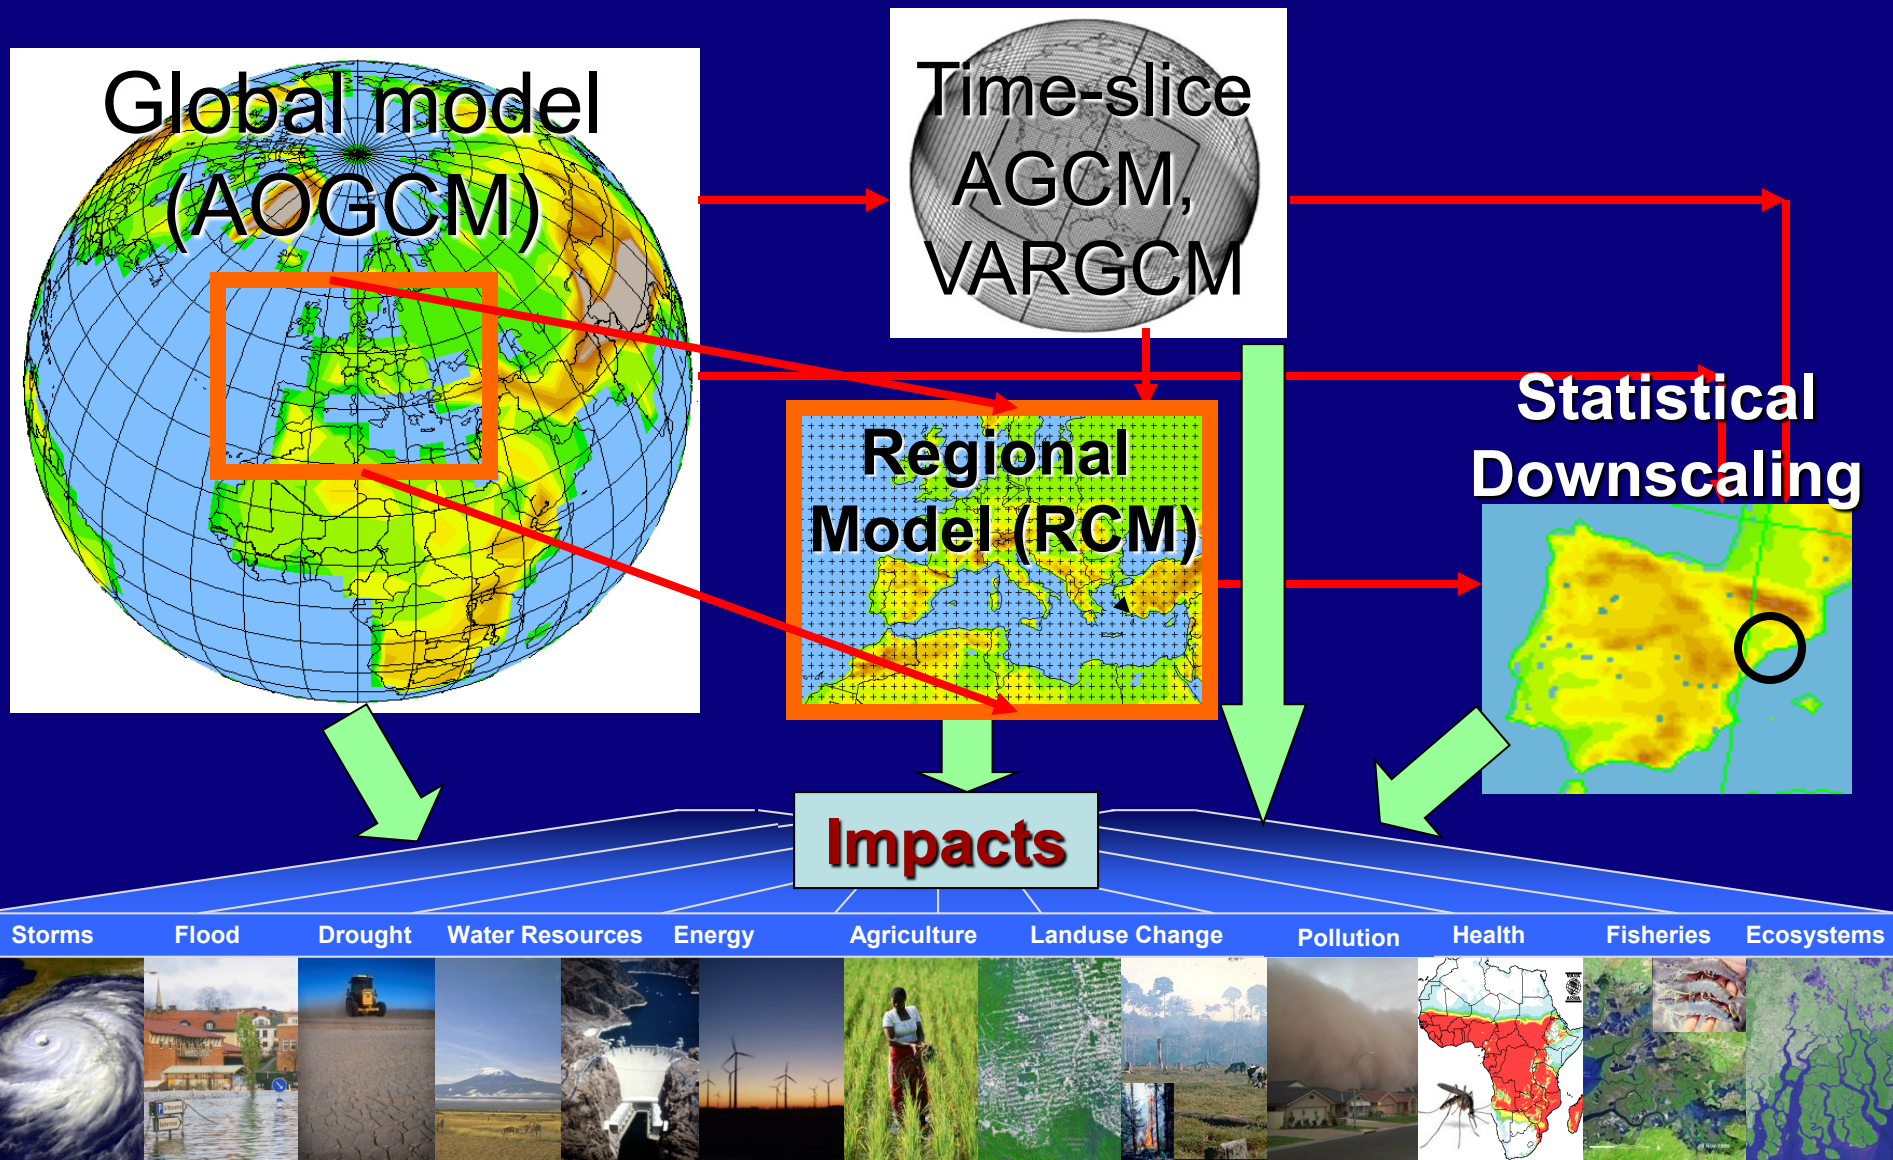 Global model
(AOGCM)
Time-slice
AGCM,
VARGCM
Regional
Model (RCM)
Statistical
Downscaling
Impacts
Storms
Flood
Drought
Water Resources
Energy
Agriculture
Landuse Change
Pollution
Health
Fisheries
Ecosystems